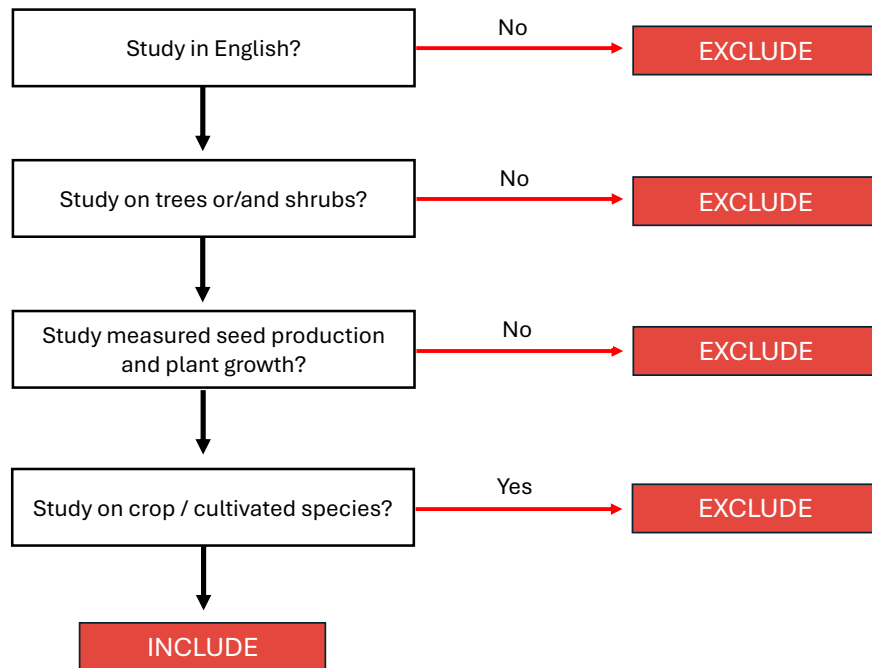 Study in English?
No
EXCLUDE
Study on trees or/and shrubs?
No
EXCLUDE
Study measured seed production
and plant growth?
No
EXCLUDE
Study on crop / cultivated species?
Yes
EXCLUDE
INCLUDE